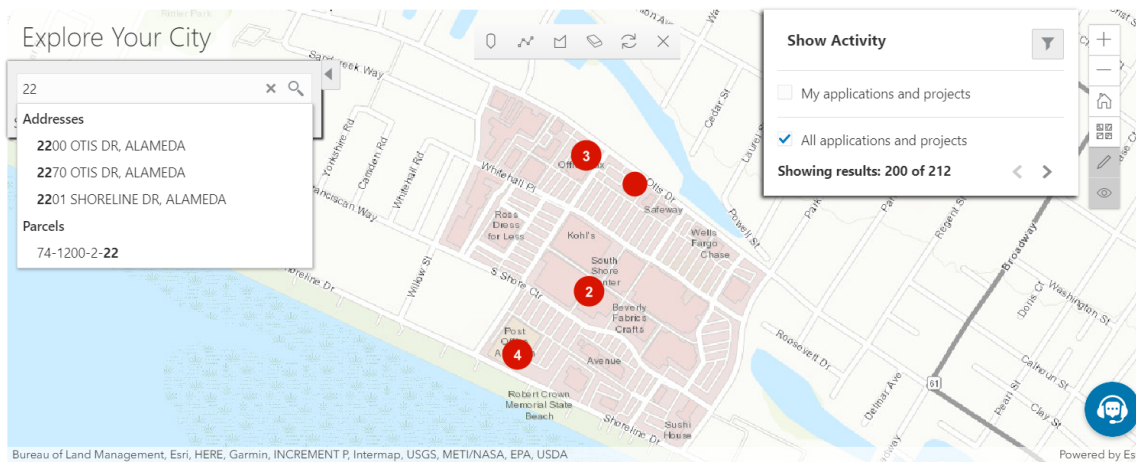 Explore Your City
22
Addresses
2200 OTIS DR, ALAMEDA
2270 OTIS DR, ALAMEDA
2201 SHORELINE DR, ALAMEDA
Parcels
74-1200-2-22
Show Activity
My applications and projects
All applications and projects
Showing results: 200 of 212
Sandcreek Way
Yorkshire Rd
Camden Rd
Whitehall Rd
Whitehall Pl
Franciscan Way
Willow St
Shoreline Dr
S Shore Ctr
3
Otis Dr
Safeway
Cedar St
Laurel St
Powell St
Park
Regent St
Broadway
Ross
Dress
for Less
Kohl's
Wells
Fargo
Chase
South
Shore
2
Beverly
Fabrics
Crafts
Post
4
Avenue
Robert Crown
Memorial State
Beach
Shoreline Dr
Sushi
House
Roosevelt Dr
Delmar Ave
61
Washington St
Doris Ct
Calhoun St
Pearl St
Clay St
Bureau of Land Management, Esri, HERE, Garmin, INCREMENT P, Intermap, USGS, METI/NASA, EPA, USDA
Powered by Es